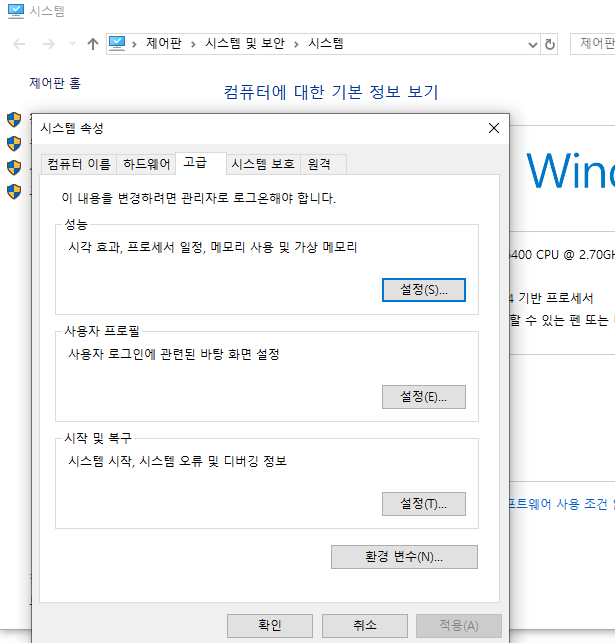 시스템
제어판 > 시스템 및 보안 > 시스템
제어판
제어판 홈
컴퓨터에 대한 기본 정보 보기
시스템 속성
컴퓨터 이름 하드웨어 고급 시스템 보호 원격
이 내용을 변경하려면 관리자로 로그온해야 합니다.
성능
시각 효과, 프로세서 일정, 메모리 사용 및 가상 메모리
설정(S)...
사용자 프로필
사용자 로그인에 관련된 바탕 화면 설정
설정(E)...
시작 및 복구
시스템 시작, 시스템 오류 및 디버깅 정보
설정(T)...
환경 변수(N)...
확인 취소 적용(A)
Wind
400 CPU @ 2.70GH
4 기반 프로세서
할 수 있는 펜 또는
프트웨어 사용 조건